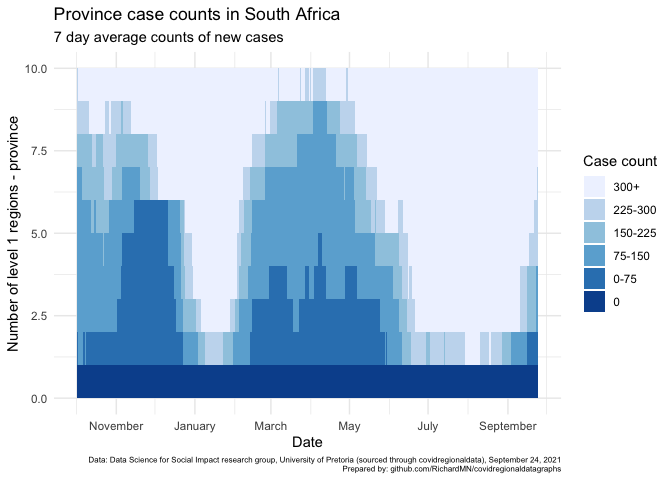 Province case counts in South Africa
7 day average counts of new cases
Number of level 1 regions - province
10.0
7.5
5.0
2.5
0.0
November
January
March
May
July
September
Date
Case count
300+
225-300
150-225
75-150
0-75
0
Data: Data Science for Social Impact research group, University of Pretoria (sourced through covidregionaldata), September 24, 2021
Prepared by: github.com/RichardMN/covidregionaldatagraphs